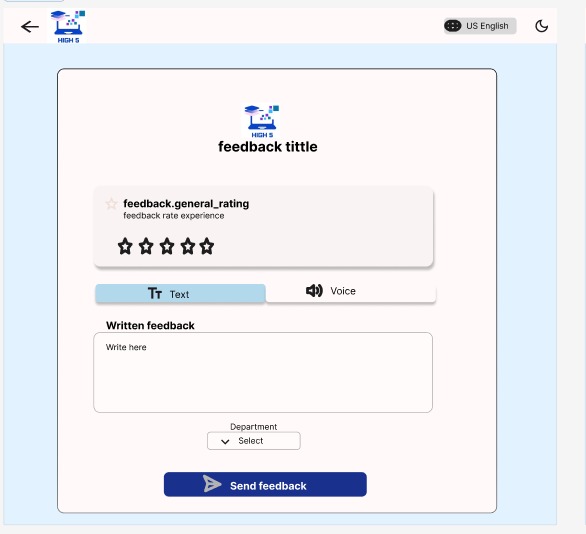 HIGH 5
US English
HIGH 5
feedback tittle
feedback.general_rating
feedback rate experience
Tт Text
Voice
Written feedback
Write here
Department
Select
Send feedback